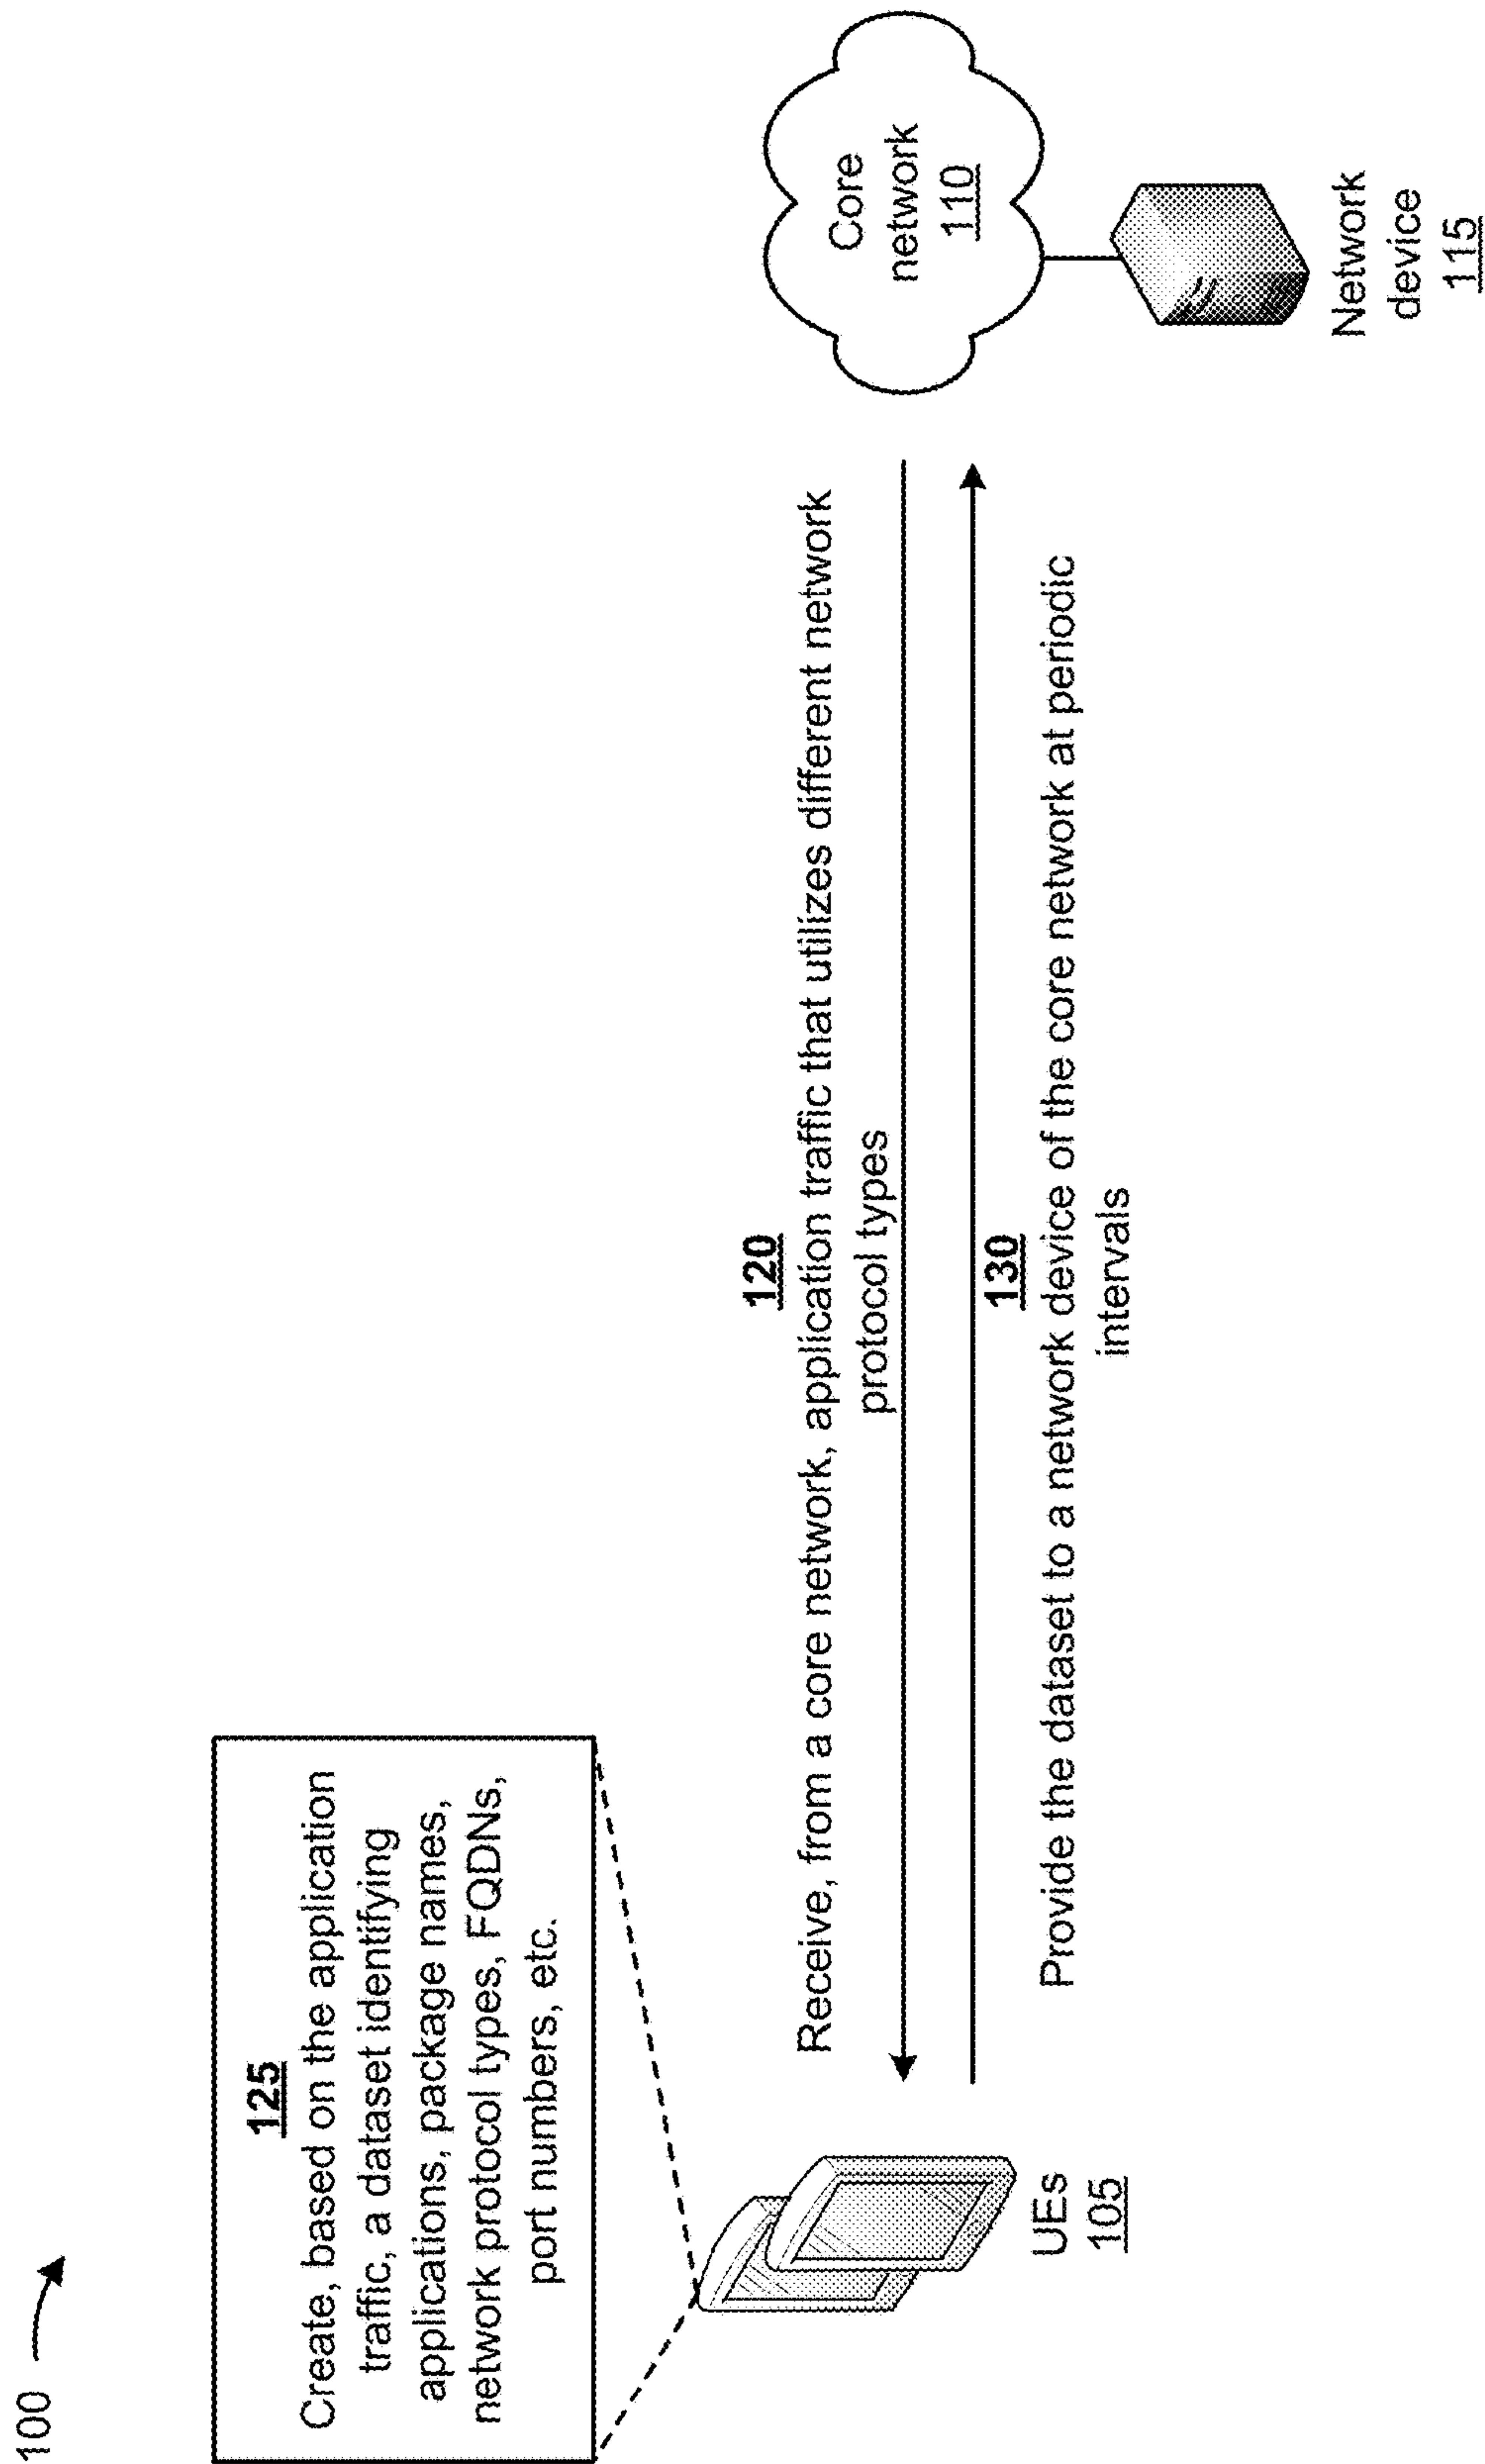 100
125
Create, based on the application
traffic, a dataset identifying
applications, package names,
network protocol types, FQDNs,
port numbers, etc.
UEs
105
120
Receive, from a core network, application traffic that utilizes different network
protocol types
130
Provide the dataset to a network device of the core network at periodic
intervals
Core
network
110
Network
device
115